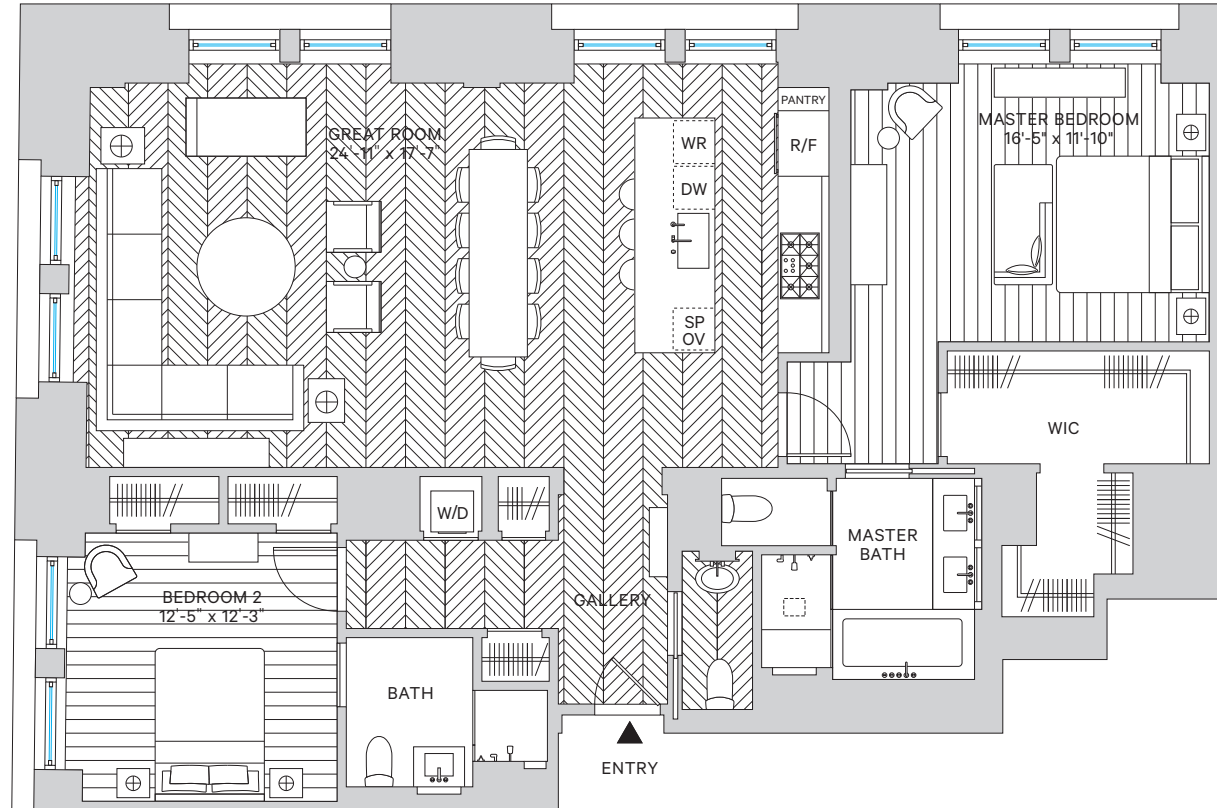 PANTRY
GREAT ROOM
24'-11" x 17'-7"
WR
R/F
MASTER BEDROOM
16'-5" x 11'-10"
DW
SP
OV
WIC
W/D
MASTER
BATH
BEDROOM 2
12'-5" x 12'-3"
GALLERY
BATH
ENTRY